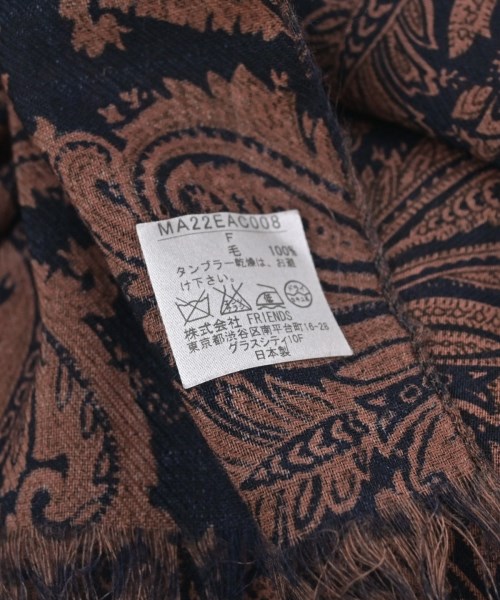 MA22EAC008
F
毛 100%
タンブラー乾燥は、お避
け下さい。
株式会社 FRIENDS
東京都渋谷区南平台町16-28
グラスシティ10F
日本製